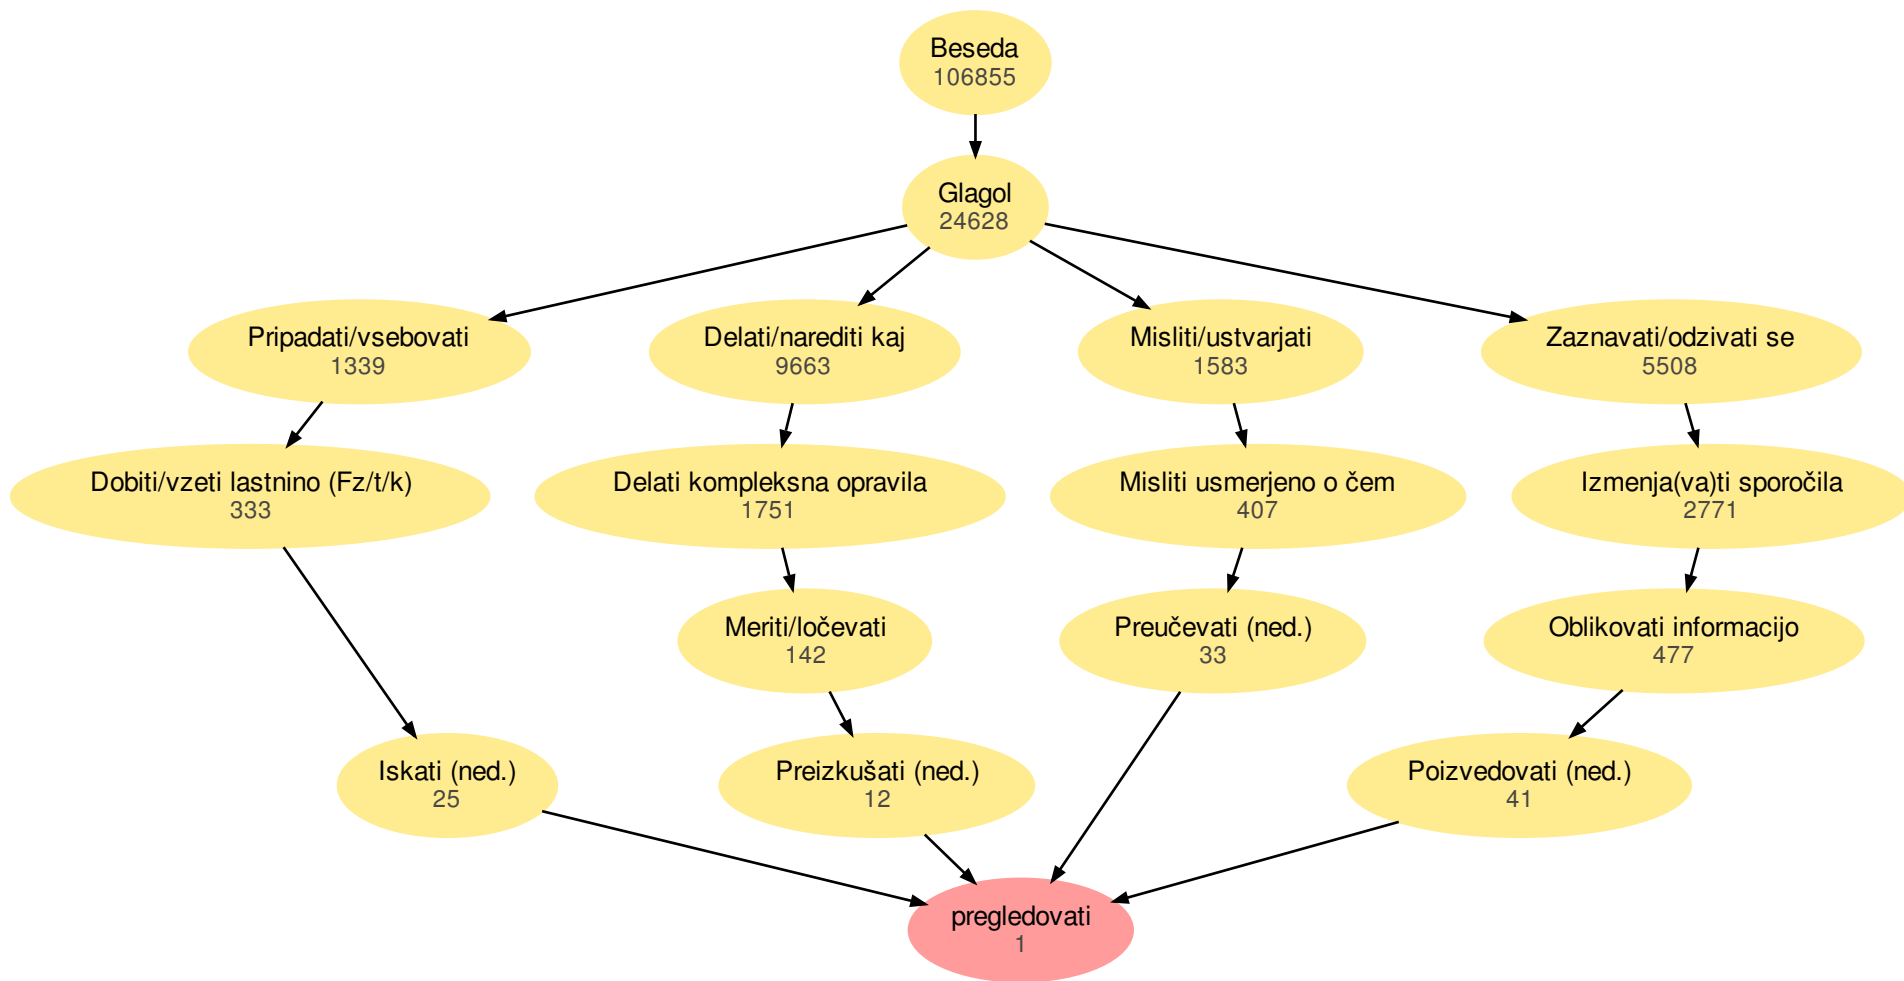 Beseda
106855
Glagol
24628
Pripadati/vsebovati
1339
Delati/narediti kaj
9663
Misliti/ustvarjati
1583
Zaznavati/odzivati se
5508
Dobiti/vzeti lastnino (Fz/t/k)
333
Delati kompleksna opravila
1751
Misliti usmerjeno o čem
407
Izmenja(va)ti sporočila
2771
Meriti/ločevati
142
Preučevati (ned.)
33
Oblikovati informacijo
477
Iskati (ned.)
25
Preizkušati (ned.)
12
Poizvedovati (ned.)
41
pregledovati
1